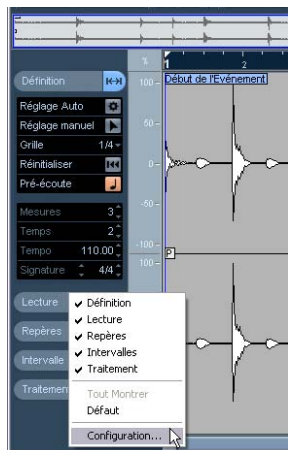 %
1
2
Définition
Début de l'Evénement
100
Réglage Auto
Réglage manuel
50
Grille 1/4
Réinitialiser
0
Pré-écoute
-50
Mesures 3
Temps 2
Tempo 110.00
-100
Signature 4/4
P
100
Lecture
Repères
Intervalle
Traitemen
✓ Définition
✓ Lecture
✓ Repères
✓ Intervalles
✓ Traitement
Tout Montrer
Défaut
Configuration...